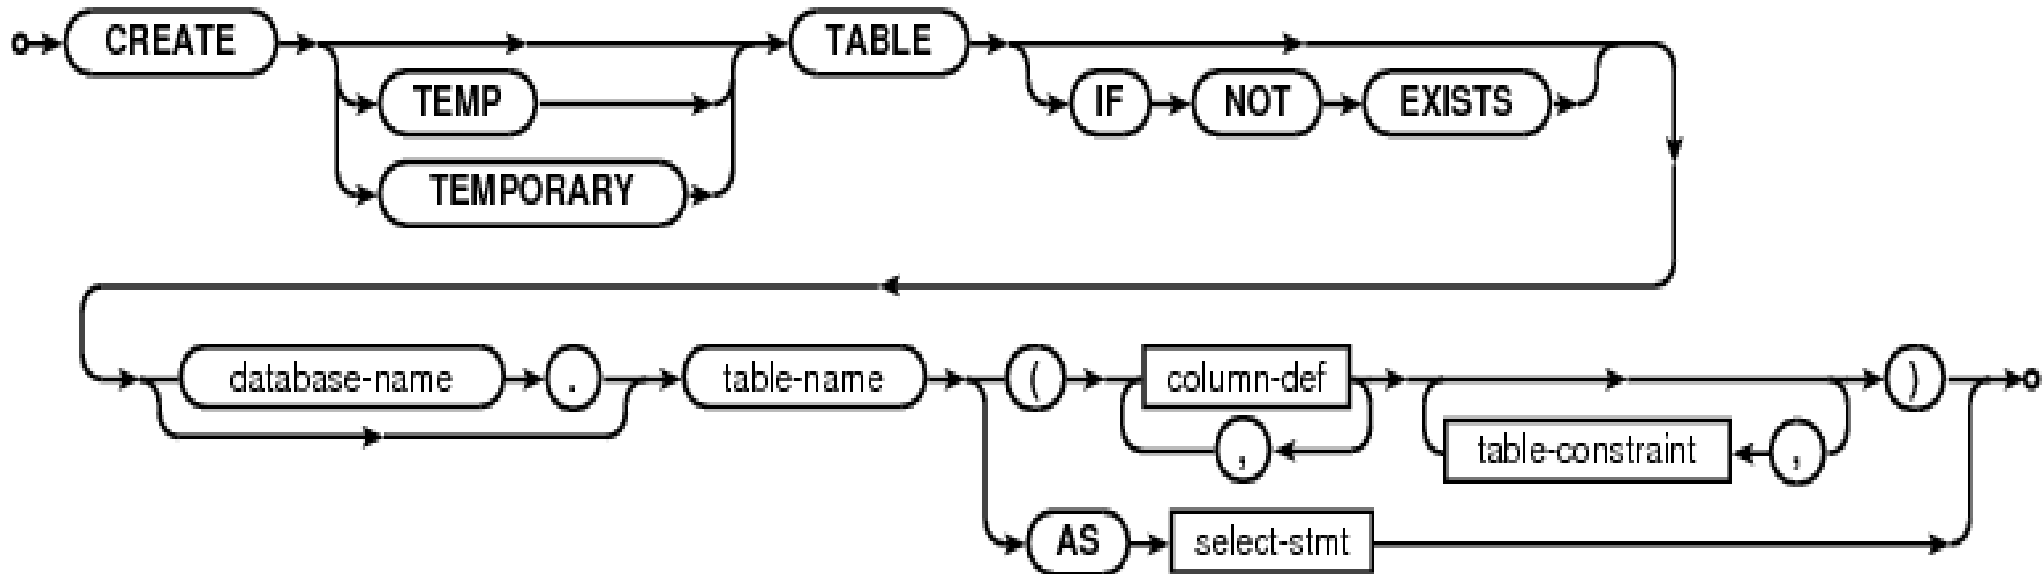 CREATE TABLE
TEMP IF NOT EXISTS
TEMPORARY
database-name . table-name ( column-def )
, table-constraint ,
AS select-stmt